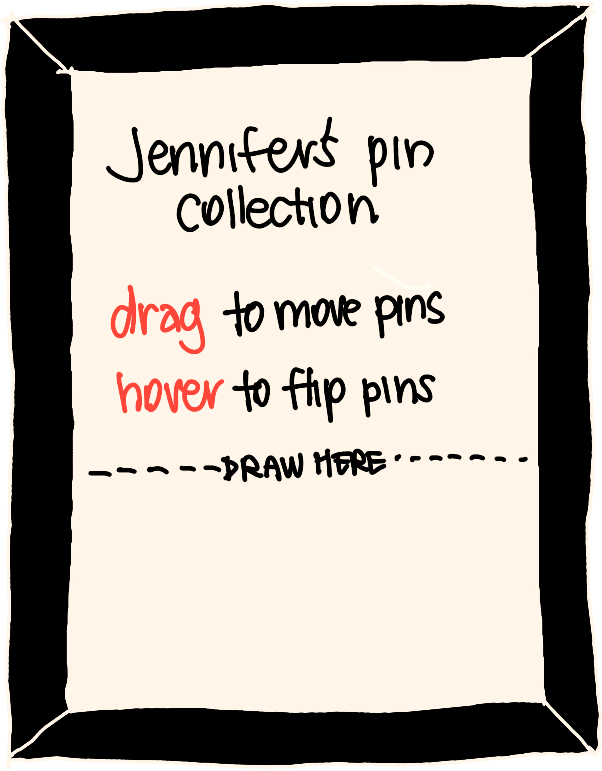 Jennifer's pin
collection
drag to move pins
hover to flip pins
------DRAW HERE-------